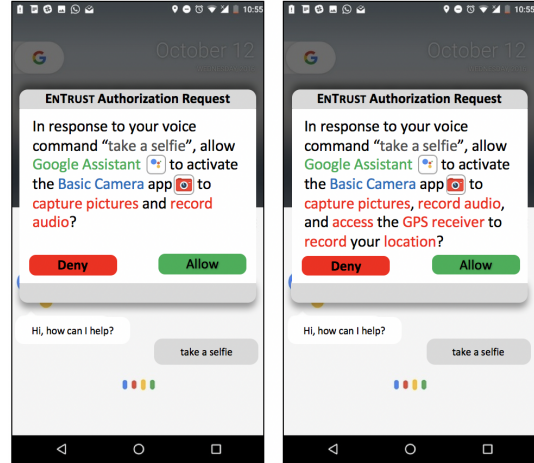 10:55
October 12
G
ENTRUST Authorization Request
In response to your voice
command “take a selfie”, allow
Google Assistant to activate
the Basic Camera app to
capture pictures and record
audio?
Deny
Allow
Hi, how can I help?
take a selfie
10:55
October 12
G
ENTRUST Authorization Request
In response to your voice
command “take a selfie”, allow
Google Assistant to activate
the Basic Camera app to
capture pictures, record audio,
and access the GPS receiver to
record your location?
Deny
Allow
Hi, how can I help?
take a selfie